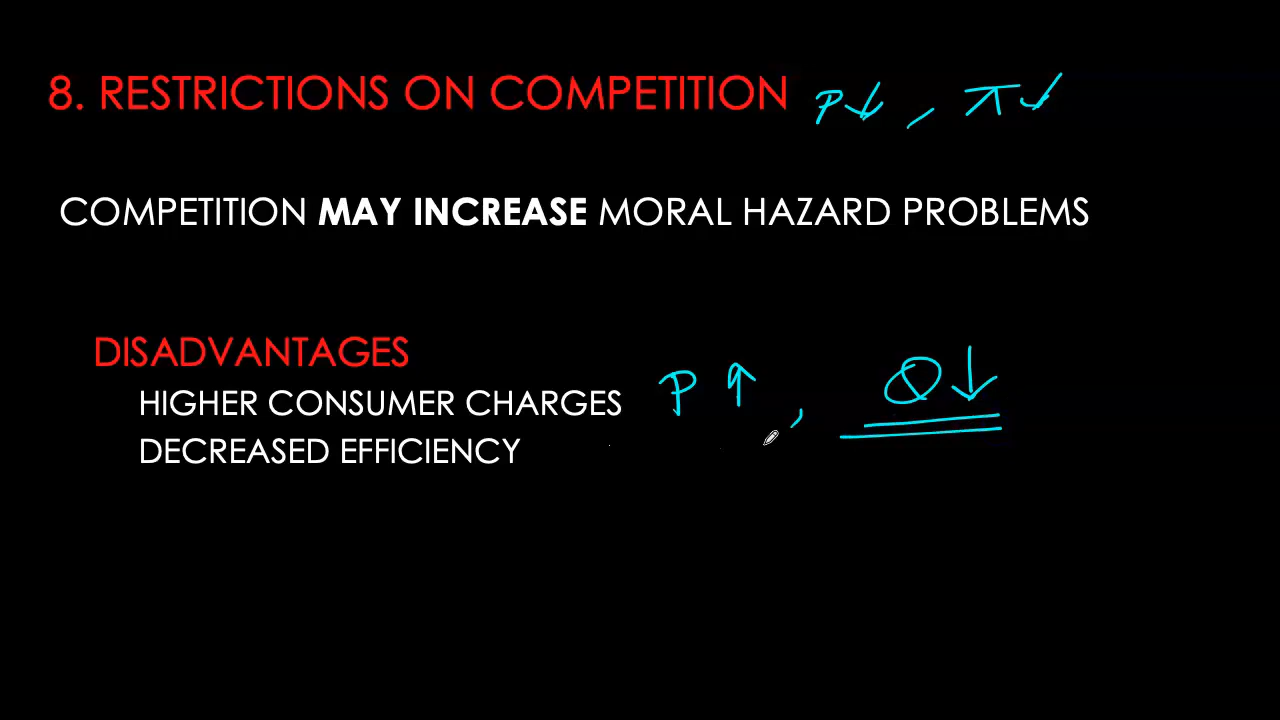 8. RESTRICTIONS ON COMPETITION P↓, π↓
COMPETITION MAY INCREASE MORAL HAZARD PROBLEMS
DISADVANTAGES
HIGHER CONSUMER CHARGES P↑, Q↓
DECREASED EFFICIENCY